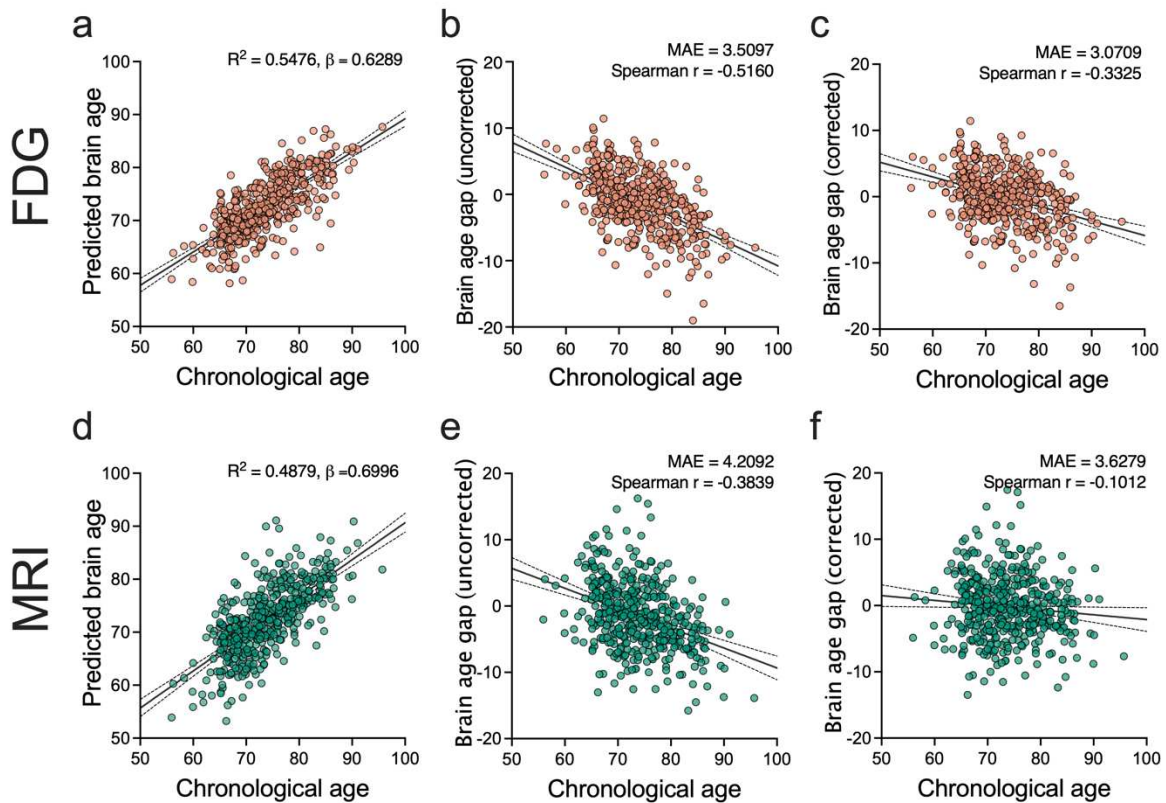 FDG
a
R² = 0.5476, β = 0.6289
Predicted brain age
100
90
80
70
60
50
50 60 70 80 90 100
Chronological age
b
MAE = 3.5097
Spearman r = -0.5160
Brain age gap (uncorrected)
20
10
0
-10
-20
50 60 70 80 90 100
Chronological age
c
MAE = 3.0709
Spearman r = -0.3325
Brain age gap (corrected)
20
10
0
-10
-20
50 60 70 80 90 100
Chronological age
MRI
d
R² = 0.4879, β =0.6996
Predicted brain age
100
90
80
70
60
50
50 60 70 80 90 100
Chronological age
e
MAE = 4.2092
Spearman r = -0.3839
Brain age gap (uncorrected)
20
10
0
-10
-20
50 60 70 80 90 100
Chronological age
f
MAE = 3.6279
Spearman r = -0.1012
Brain age gap (corrected)
20
10
0
-10
-20
50 60 70 80 90 100
Chronological age